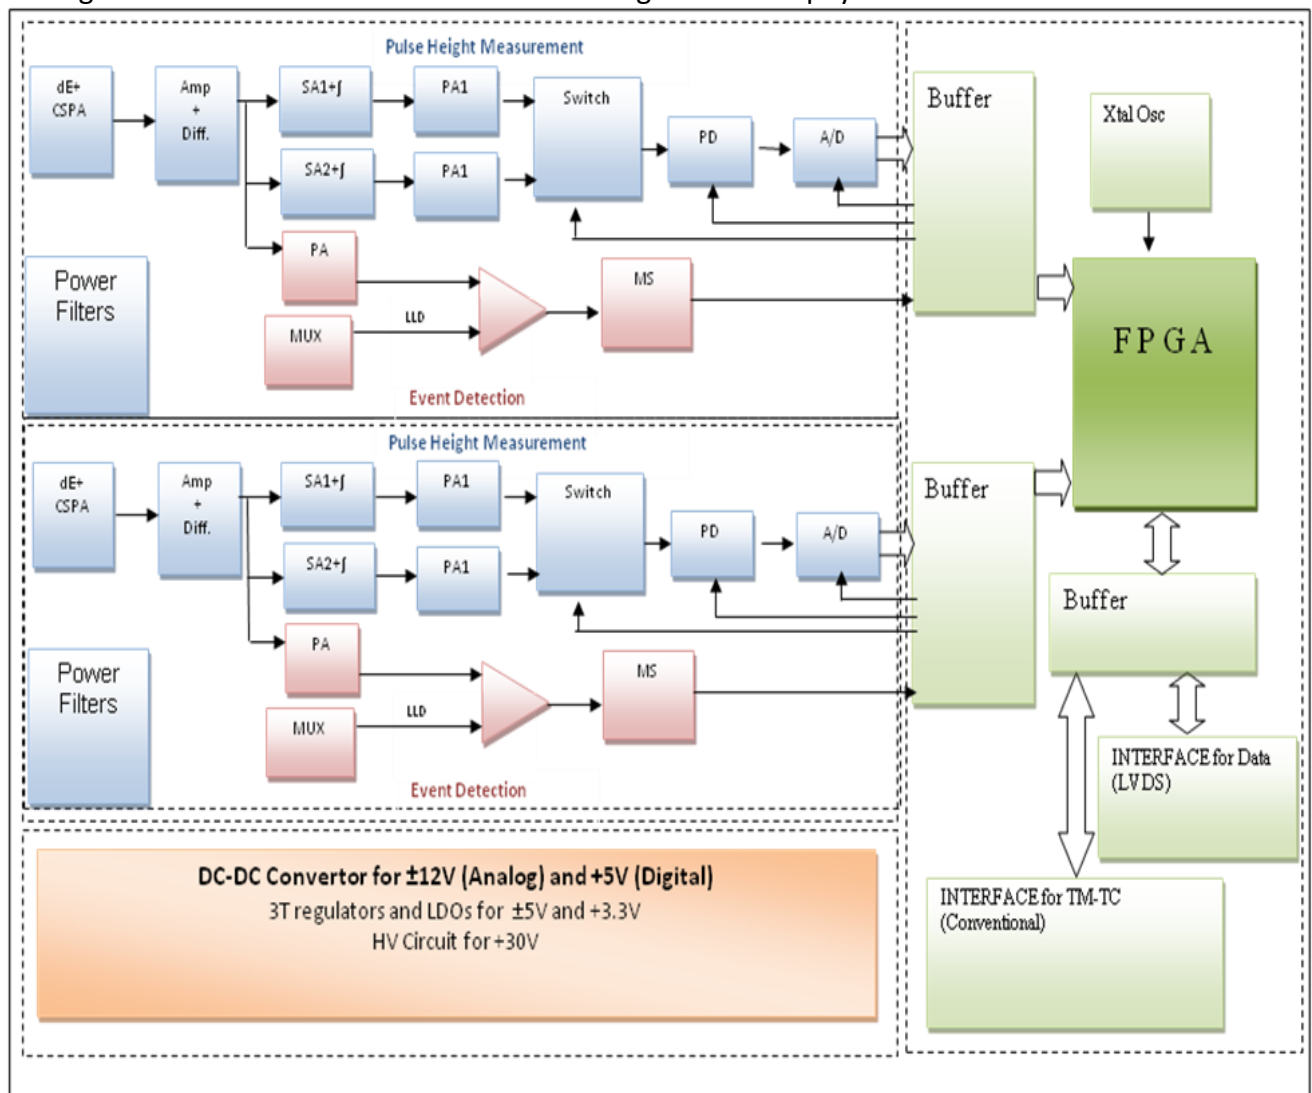 Pulse Height Measurement
dE+
CSPA
Amp
+
Diff.
SA1+∫
PA1
SA2+∫
PA1
Switch
PD
A/D
PA
MUX
LLD
MS
Event Detection
Power
Filters
Pulse Height Measurement
dE+
CSPA
Amp
+
Diff.
SA1+∫
PA1
SA2+∫
PA1
Switch
PD
A/D
PA
MUX
LLD
MS
Event Detection
Power
Filters
DC-DC Convertor for ±12V (Analog) and +5V (Digital)
3T regulators and LDOs for ±5V and +3.3V
HV Circuit for +30V
Buffer
Xtal Osc
FPGA
Buffer
Buffer
INTERFACE for Data
(LVDS)
INTERFACE for TM-TC
(Conventional)